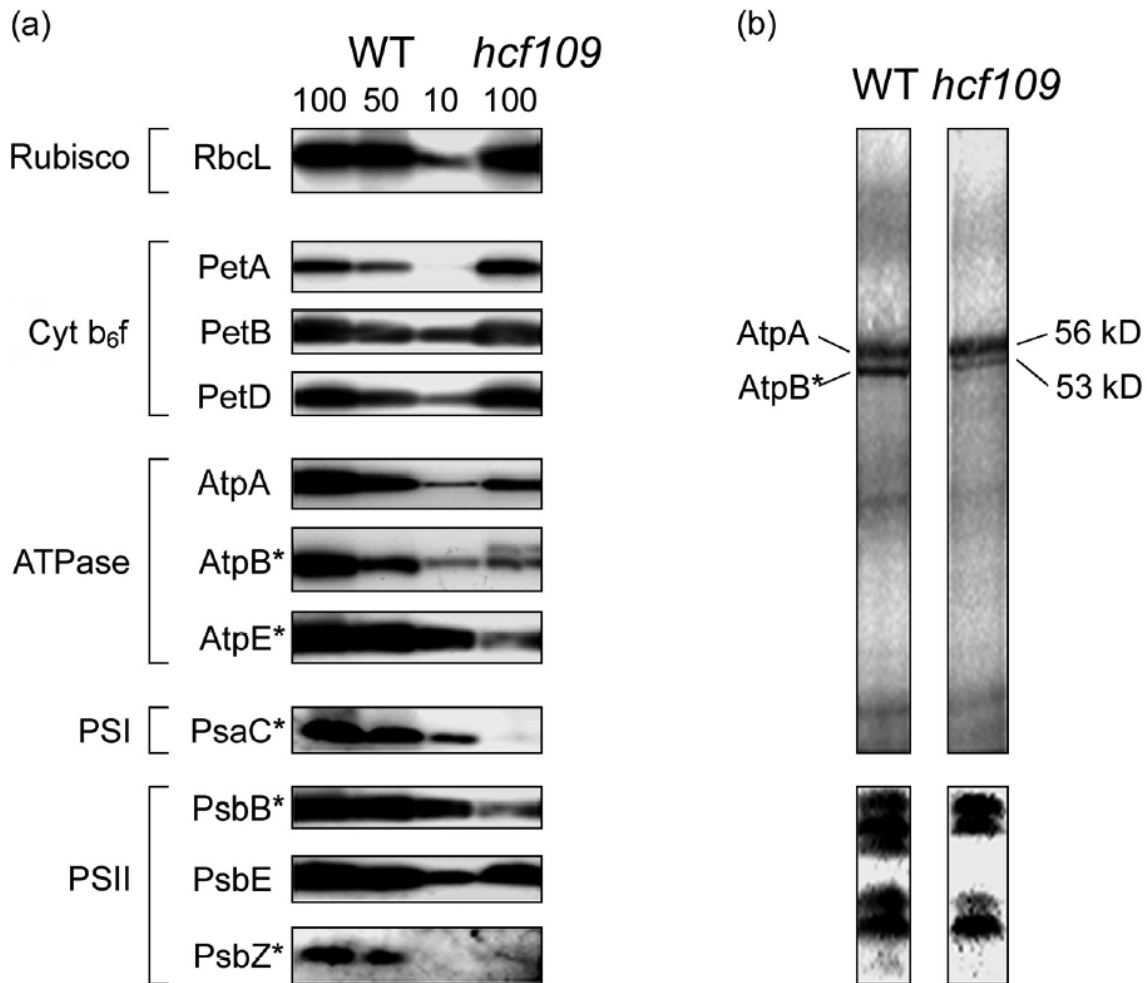 (a)
WT hcf109
100 50 10 100
Rubisco RbcL
Cyt b6f
PetA
PetB
PetD
ATPase
AtpA
AtpB*
AtpE*
PSI PsaC*
PSII
PsbB*
PsbE
PsbZ*
(b)
WT hcf109
AtpA 56 kD
AtpB* 53 kD